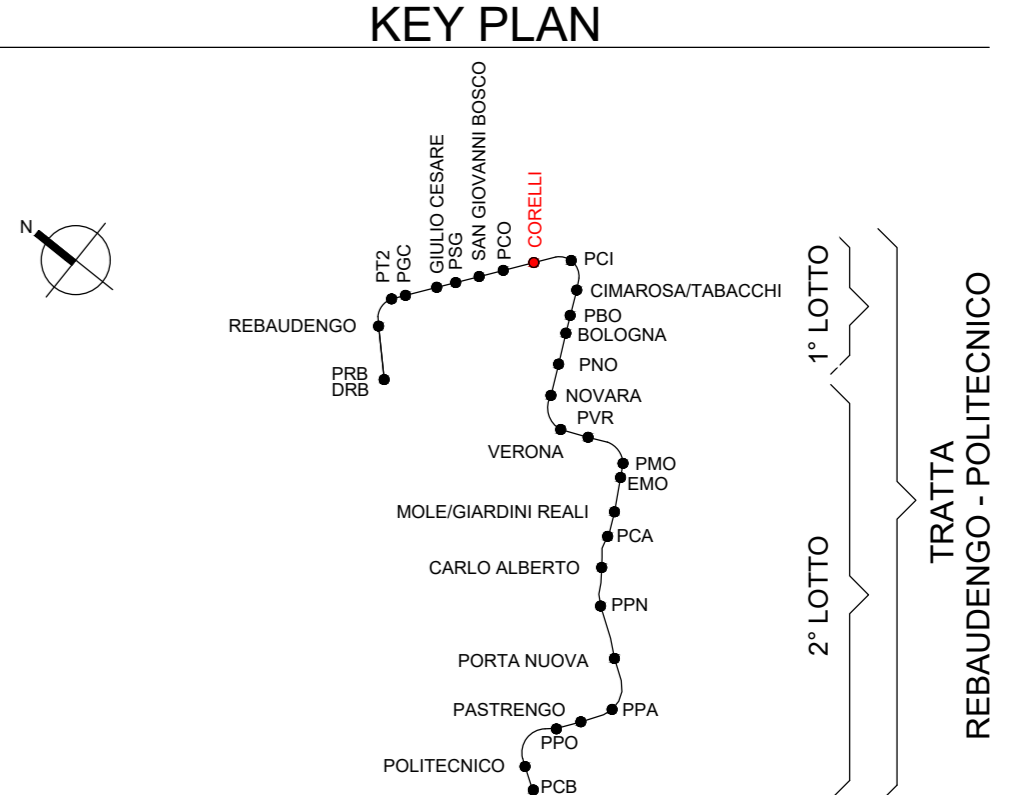 KEY PLAN
N
PT2
PGC
GIULIO CESARE
PSG
SAN GIOVANNI BOSCO
PCO
CORELLI
PCI
REBAUDENGO
CIMAROSA/TABACCHI
PBO
BOLOGNA
PRB
DRB
PNO
NOVARA
PVR
VERONA
PMO
EMO
MOLE/GIARDINI REALI
PCA
CARLO ALBERTO
PPN
PORTA NUOVA
PASTRENGO
PPA
PPO
POLITECNICO
PCB
1° LOTTO
2° LOTTO
TRATTA
REBAUDENGO - POLITECNICO